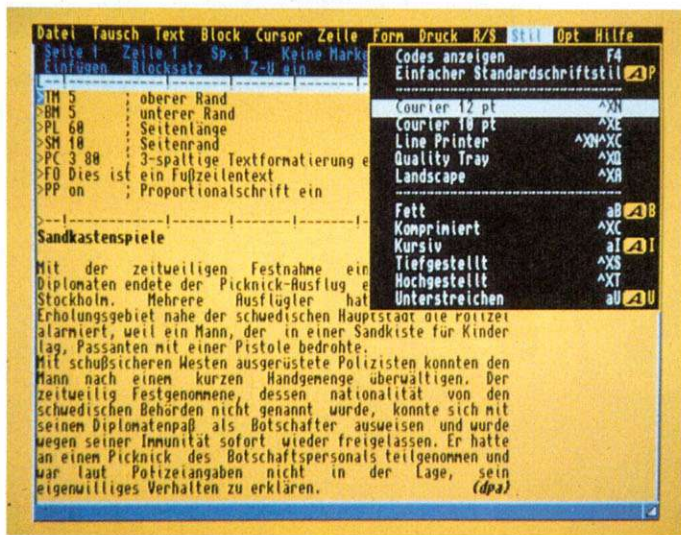 Datei Tausch Text Block Cursor Zeile Form Druck R/S Stil Opt Hilfe
Seite 1 Zeile 1 Sp. 1 Keine Marke
Einfügen Blocksatz Z-U ein
Codes anzeigen F4
Einfacher Standardschriftstil A P
Courier 12 pt ^XN
Courier 10 pt ^XE
Line Printer ^XN^XC
Quality Tray ^XQ
Landscape ^XA
Fett aB A B
Komprimiert ^XC
Kursiv aI A I
Tiefgestellt ^XS
Hochgestellt ^XT
Unterstreichen aU A U
>TM 5 ; oberer Rand
>BM 5 ; unterer Rand
>PL 60 ; Seitenlänge
>SM 10 ; Seitenrand
>PC 3 80 ; 3-spaltige Textformatierung e
>FO Dies ist ein Fußzeilentext
>PP on ; Proportionalschrift ein
Sandkastenspiele
Mit der zeitweiligen Festnahme ein
Diplomaten endete der Picknick-Ausflug e
Stockholm. Mehrere Ausflügler hat
Erholungsgebiet nahe der schwedischen Hauptstadt die Polizei
alarmiert, weil ein Mann, der in einer Sandkiste für Kinder
lag, Passanten mit einer Pistole bedrohte.
Mit schußsicheren Westen ausgerüstete Polizisten konnten den
Mann nach einem kurzen Handgemenge überwältigen. Der
zeitweilig Festgenommene, dessen nationalität von den
schwedischen Behörden nicht genannt wurde, konnte sich mit
seinem Diplomatenpaß als Botschafter ausweisen und wurde
wegen seiner Immunität sofort wieder freigelassen. Er hatte
an einem Picknick des Botschaftspersonals teilgenommen und
war laut Polizeiangaben nicht in der Lage, sein
eigenwilliges Verhalten zu erklären. (dpa)